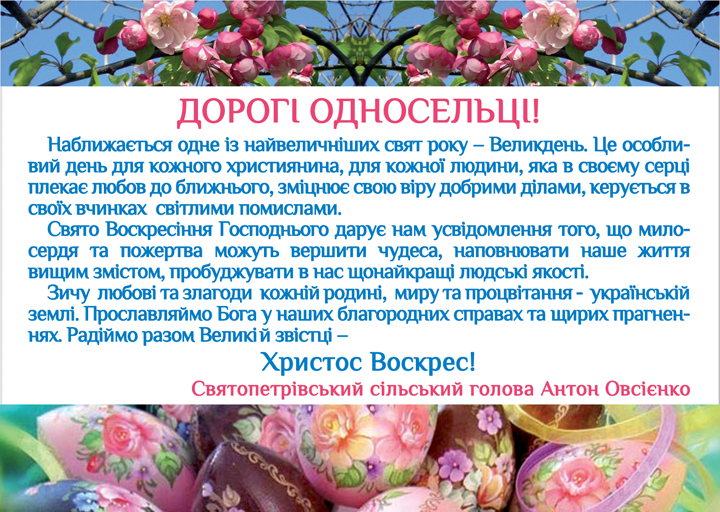 ДОРОГІ ОДНОСЕЛЬЦІ!
Наближається одне із найвеличніших свят року – Великдень. Це особли-
вий день для кожного християнина, для кожної людини, яка в своєму серці
плекає любов до ближнього, зміцнює свою віру добрими ділами, керується в
своїх вчинках світлими помислами.
Свято Воскресіння Господнього дарує нам усвідомлення того, що мило-
сердя та пожертва можуть вершити чудеса, наповнювати наше життя
вищим змістом, пробуджувати в нас щонайкращі людські якості.
Зичу любові та злагоди кожній родині, миру та процвітання - українській
землі. Прославляймо Бога у наших благородних справах та щирих прагнен-
нях. Радіймо разом Великій звістці –
Христос Воскрес!
Святопетрівський сільський голова Антон Овсієнко